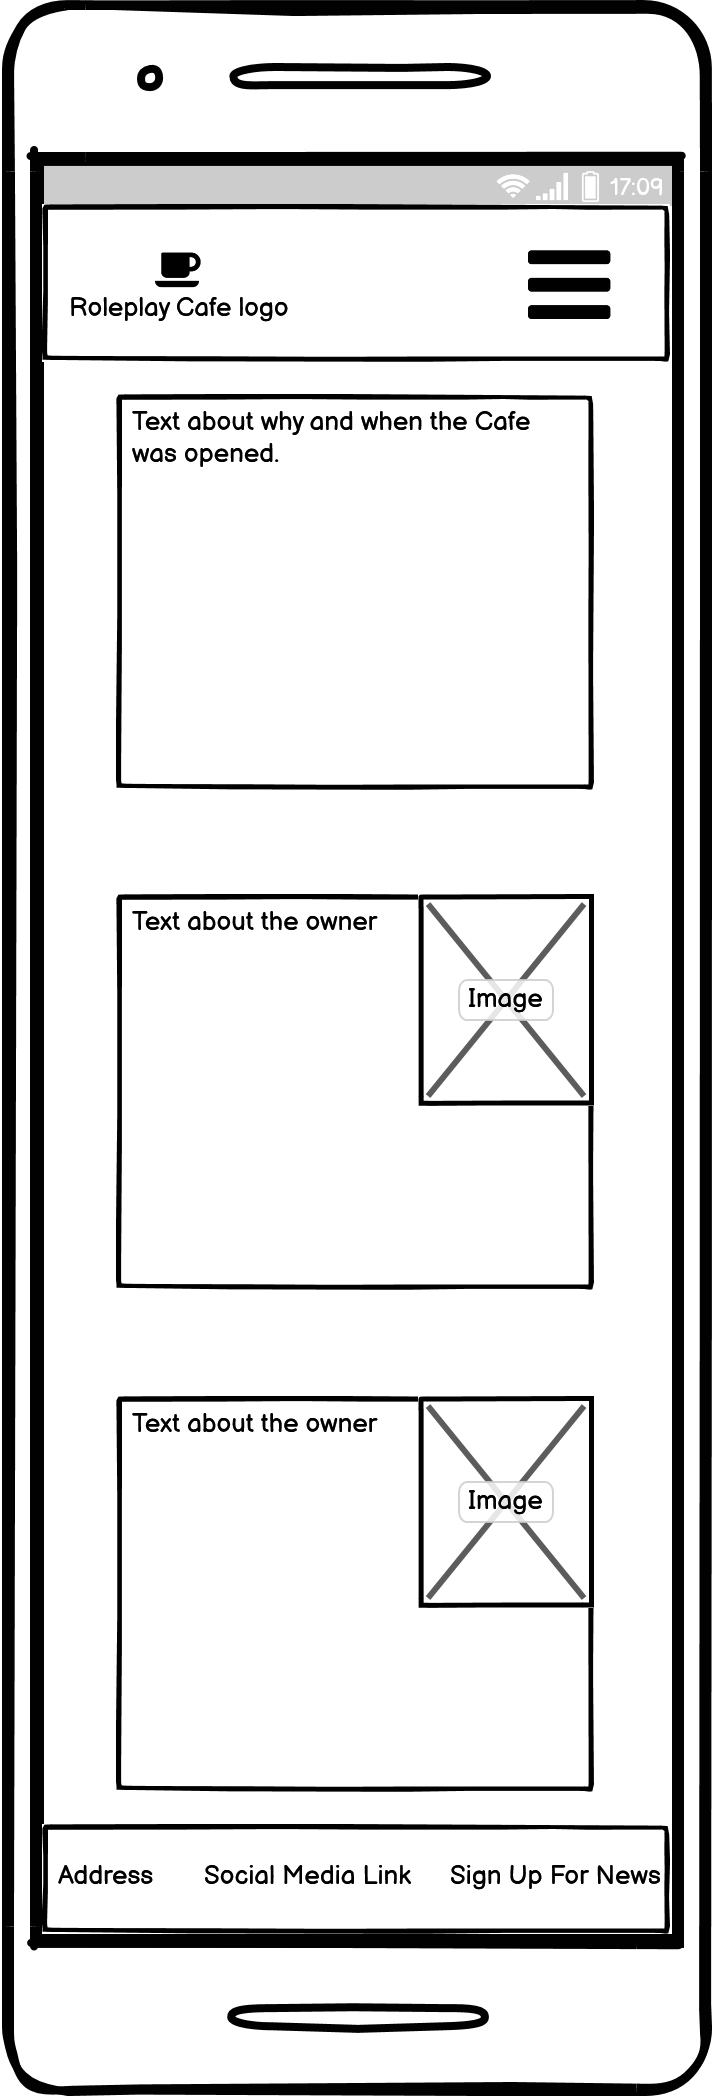 17:09
Roleplay Cafe logo
Text about why and when the Cafe
was opened.
Text about the owner
Image
Text about the owner
Image
Address Social Media Link Sign Up For News